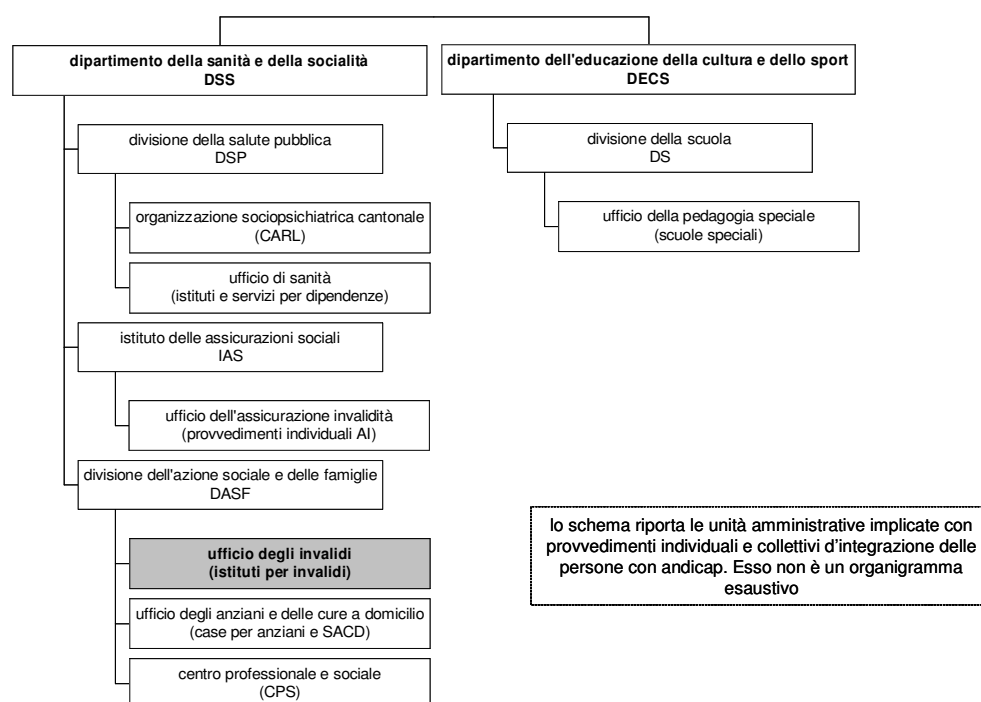 dipartimento della sanità e della socialità
DSS
dipartimento dell'educazione della cultura e dello sport
DECS
divisione della salute pubblica
DSP
divisione della scuola
DS
organizzazione sociopsichiatrica cantonale
(CARL)
ufficio della pedagogia speciale
(scuole speciali)
ufficio di sanità
(istituti e servizi per dipendenze)
istituto delle assicurazioni sociali
IAS
ufficio dell'assicurazione invalidità
(provvedimenti individuali AI)
divisione dell'azione sociale e delle famiglie
DASF
ufficio degli invalidi
(istituti per invalidi)
ufficio degli anziani e delle cure a domicilio
(case per anziani e SACD)
centro professionale e sociale
(CPS)
lo schema riporta le unità amministrative implicate con
provvedimenti individuali e collettivi d'integrazione delle
persone con andicap. Esso non è un organigramma
esaustivo